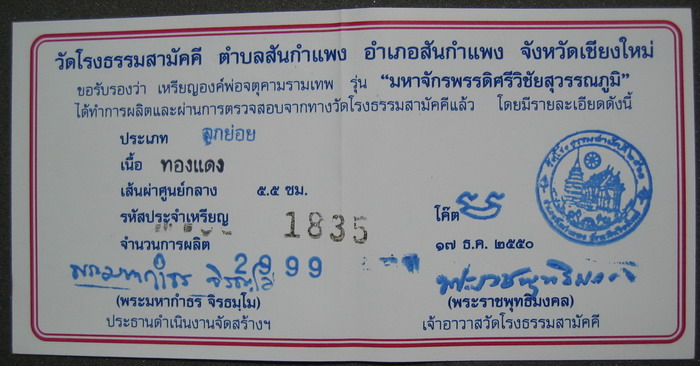 วัดโรงธรรมสามัคคี ตำบลสันกำแพง อำเภอสันกำแพง จังหวัดเชียงใหม่
ขอรับรองว่า เหรียญองค์พ่อจตุคามรามเทพ รุ่น “มหาจักรพรรดิศรีวิชัยสุวรรณภูมิ”
ได้ทำการผลิตและผ่านการตรวจสอบจากทางวัดโรงธรรมสามัคคีแล้ว โดยมีรายละเอียดดังนี้
ประเภท ลูกย่อย
เนื้อ ทองแดง
เส้นผ่าศูนย์กลาง ๕.๕ ซม.
รหัสประจำเหรียญ 1835 โค๊ต
จำนวนการผลิต 2999 ๑๗ ธ.ค. ๒๕๕๐
พระมหากำธร จิรธมฺโม
(พระมหากำธร จิรธมฺโม) (พระราชพุทธิมงคล)
ประธานดำเนินงานจัดสร้างฯ เจ้าอาวาสวัดโรงธรรมสามัคคี